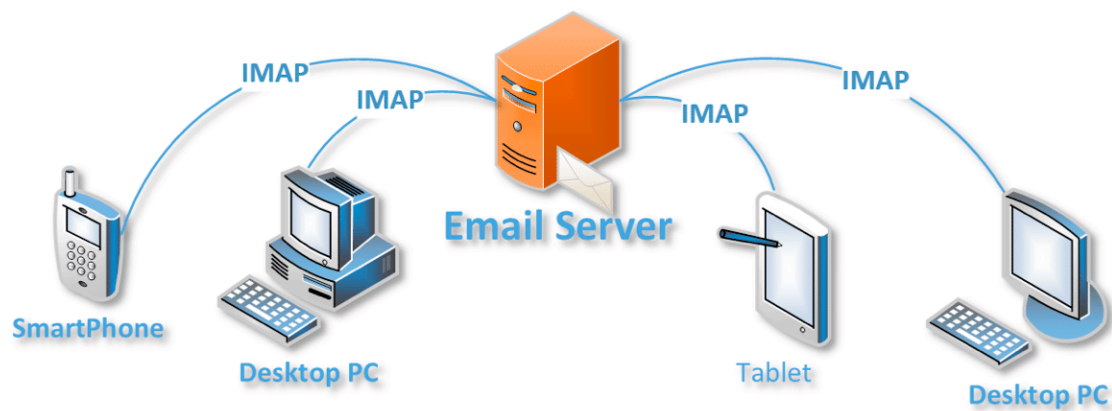 IMAP
IMAP
IMAP
IMAP
Email Server
SmartPhone
Desktop PC
Tablet
Desktop PC